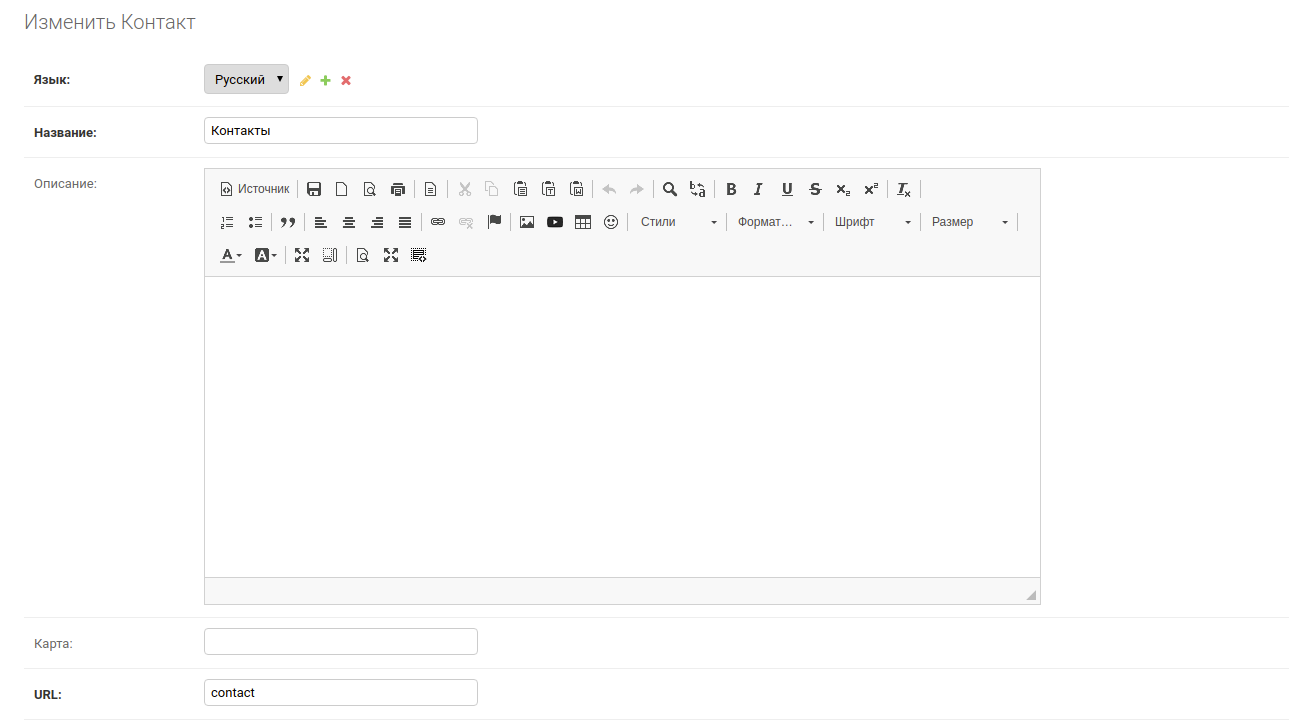 Изменить Контакт
Язык: Русский
Название: Контакты
Описание:
Источник
Стили Формат... Шрифт Размер
Карта:
URL: contact